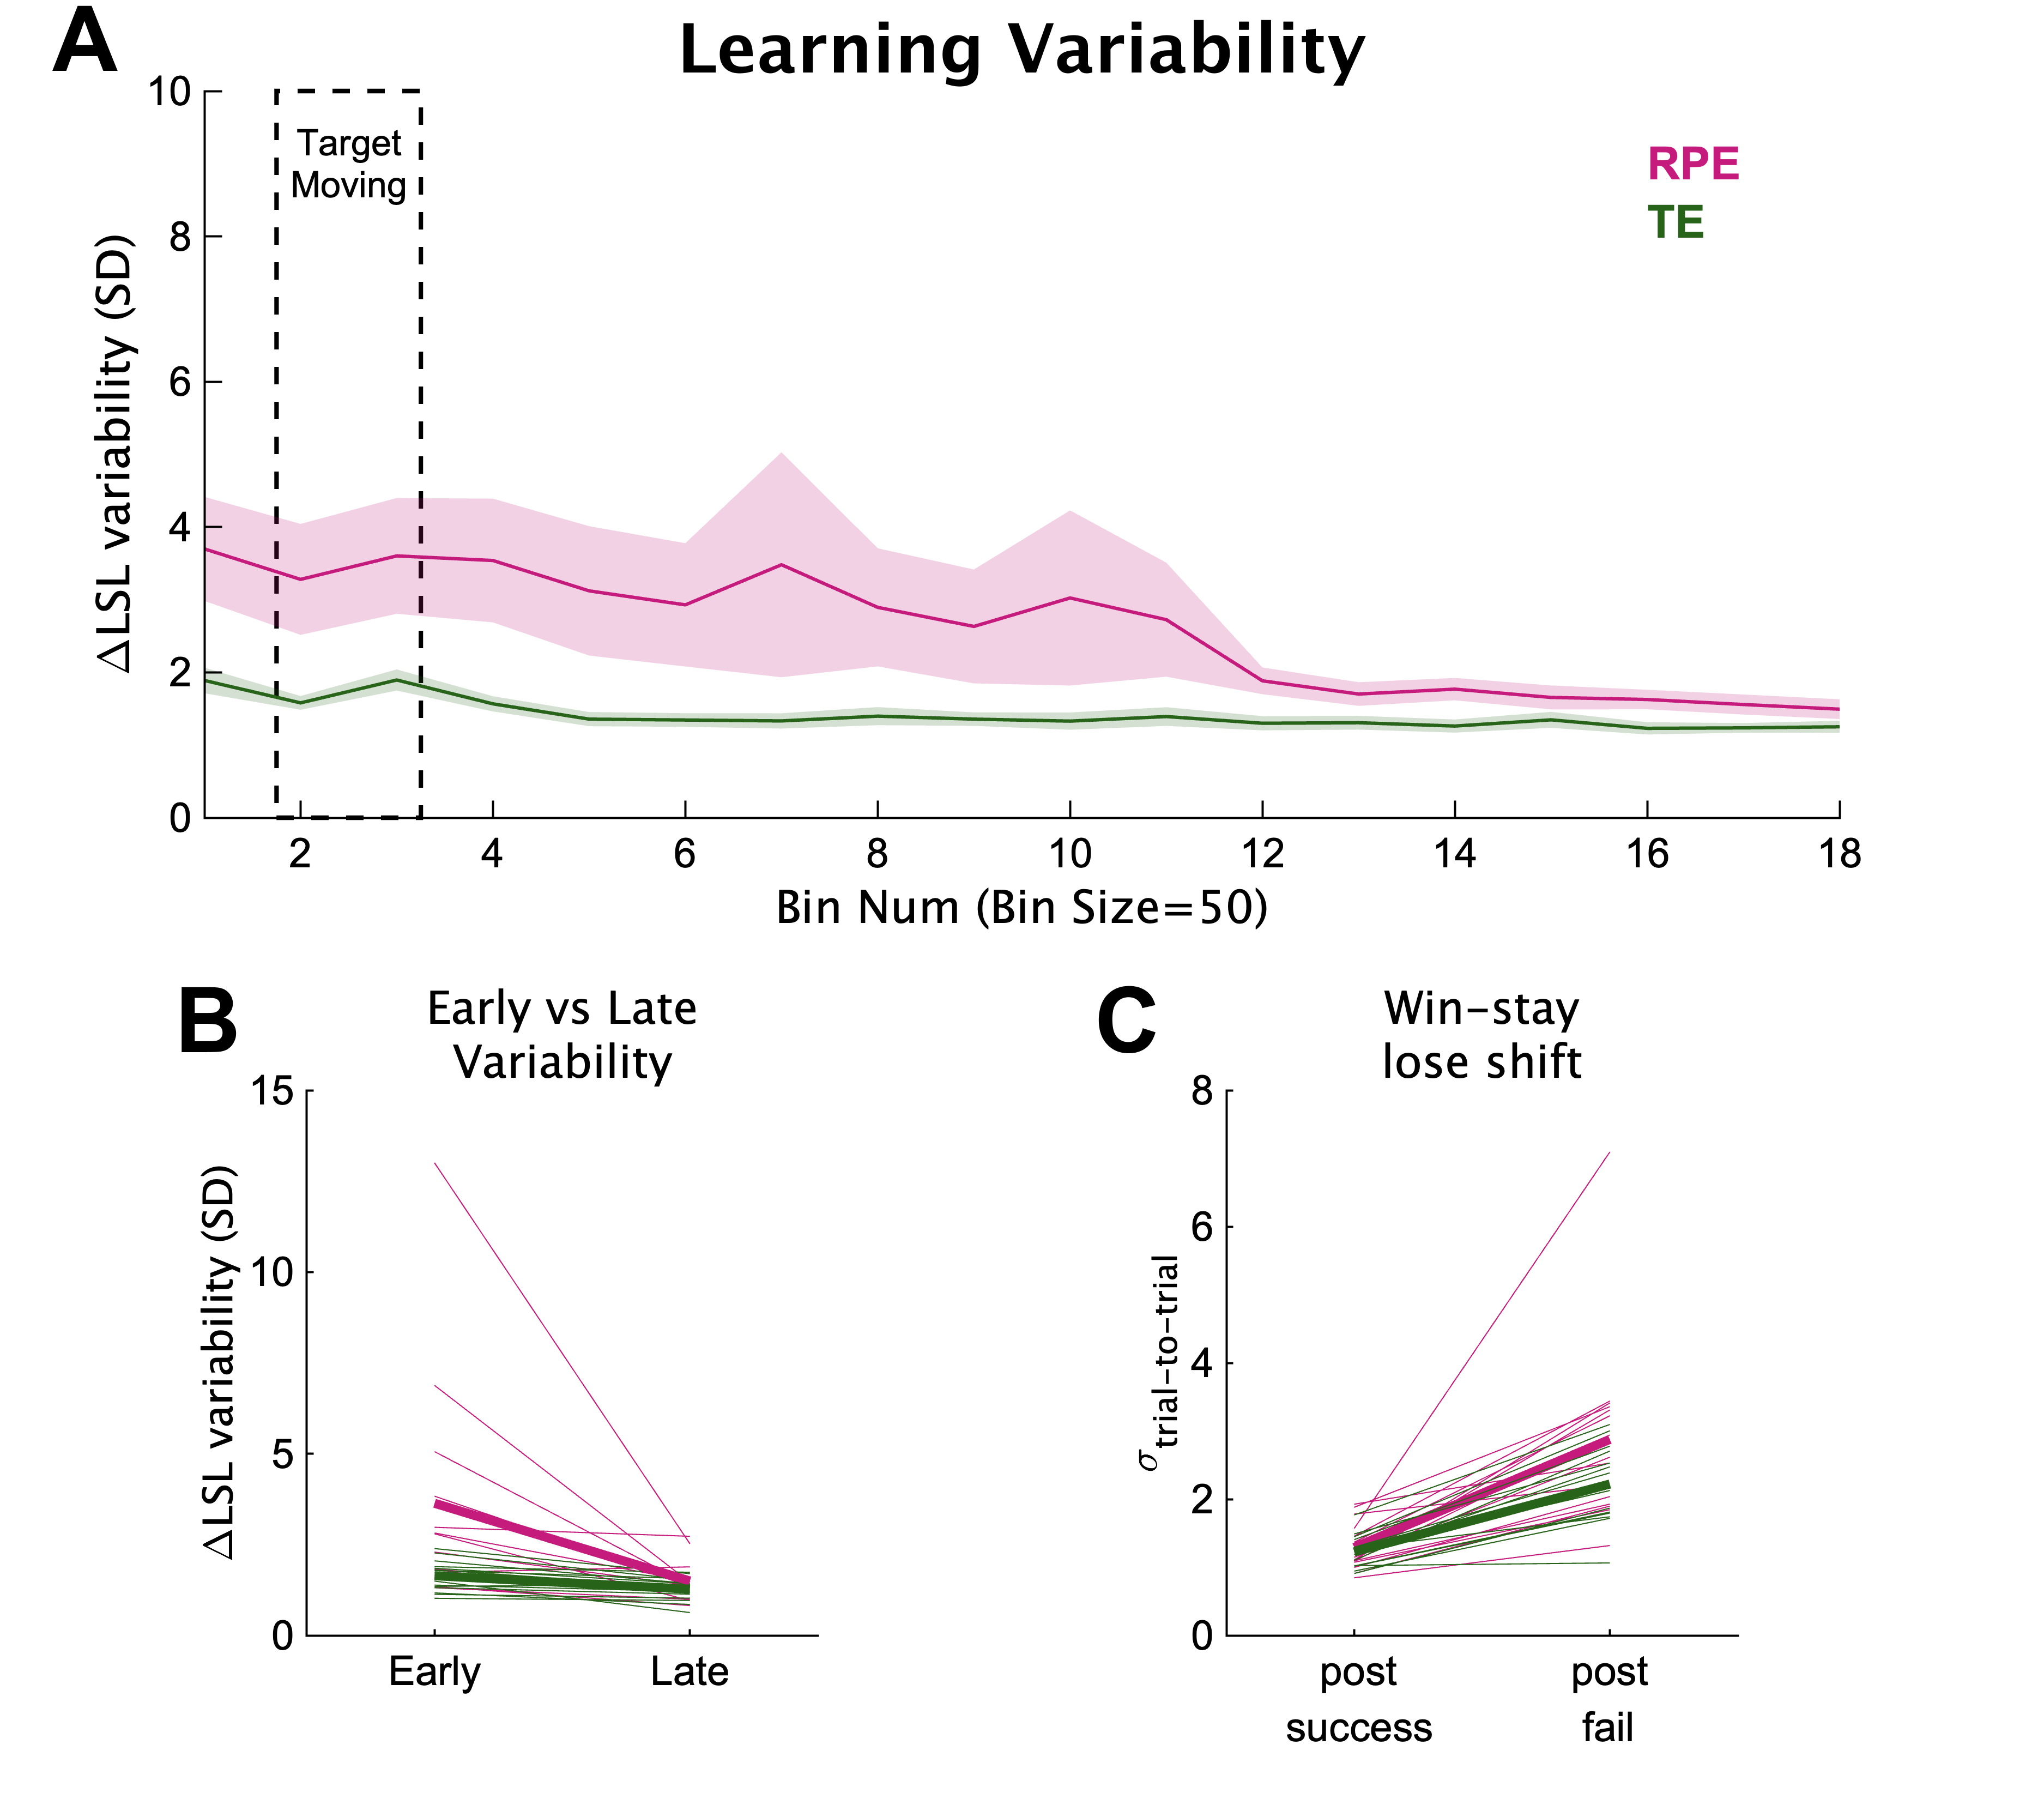 A
Learning Variability
10
8
6
4
2
0
ΔLSL variability (SD)
Target
Moving
RPE
TE
2 4 6 8 10 12 14 16 18
Bin Num (Bin Size=50)
B
Early vs Late
Variability
15
10
5
0
ΔLSL variability (SD)
Early Late
C
Win-stay
lose shift
8
6
4
2
0
σtrial-to-trial
post post
success fail